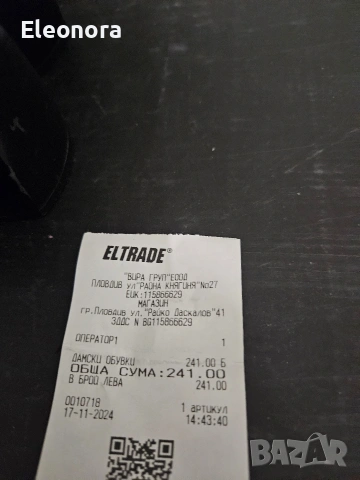 Eleonora
ELTRADE®
"ВИРА ГРУП"ЕООД
ПЛОВДИВ ул"РАЙНА КНЯГИНЯ"No27
ЕИК:115866629
МАГАЗИН
гр.Пловдив ул."Райко Даскалов"41
ЗДДС N BG115866629
ОПЕРАТОР1 1
ДАМСКИ ОБУВКИ 241.00 Б
ОБЩА СУМА:241.00
В БРОЙ ЛЕВА 241.00
0010718 1 артикул
17-11-2024 14:43:40
BAZAR